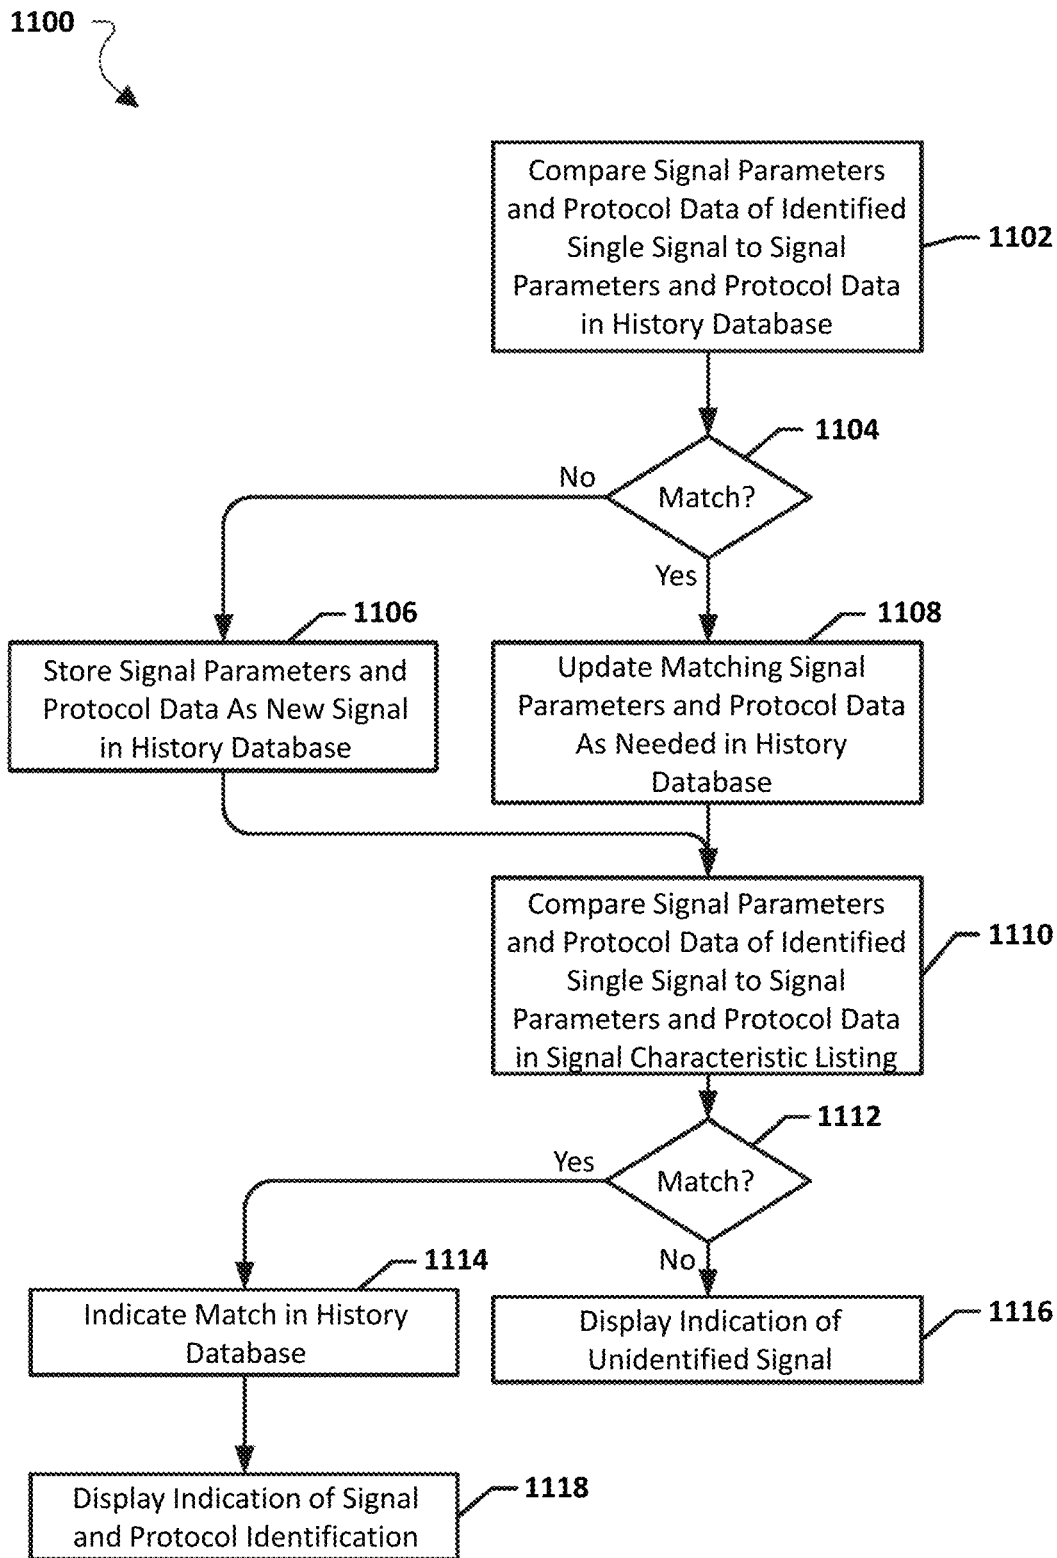 1100
Compare Signal Parameters
and Protocol Data of Identified
Single Signal to Signal
Parameters and Protocol Data
in History Database
1102
1104
Match?
No
Yes
1106
Store Signal Parameters and
Protocol Data As New Signal
in History Database
1108
Update Matching Signal
Parameters and Protocol Data
As Needed in History
Database
Compare Signal Parameters
and Protocol Data of Identified
Single Signal to Signal
Parameters and Protocol Data
in Signal Characteristic Listing
1110
1112
Match?
Yes
No
1114
Indicate Match in History
Database
Display Indication of
Unidentified Signal
1116
Display Indication of Signal
and Protocol Identification
1118